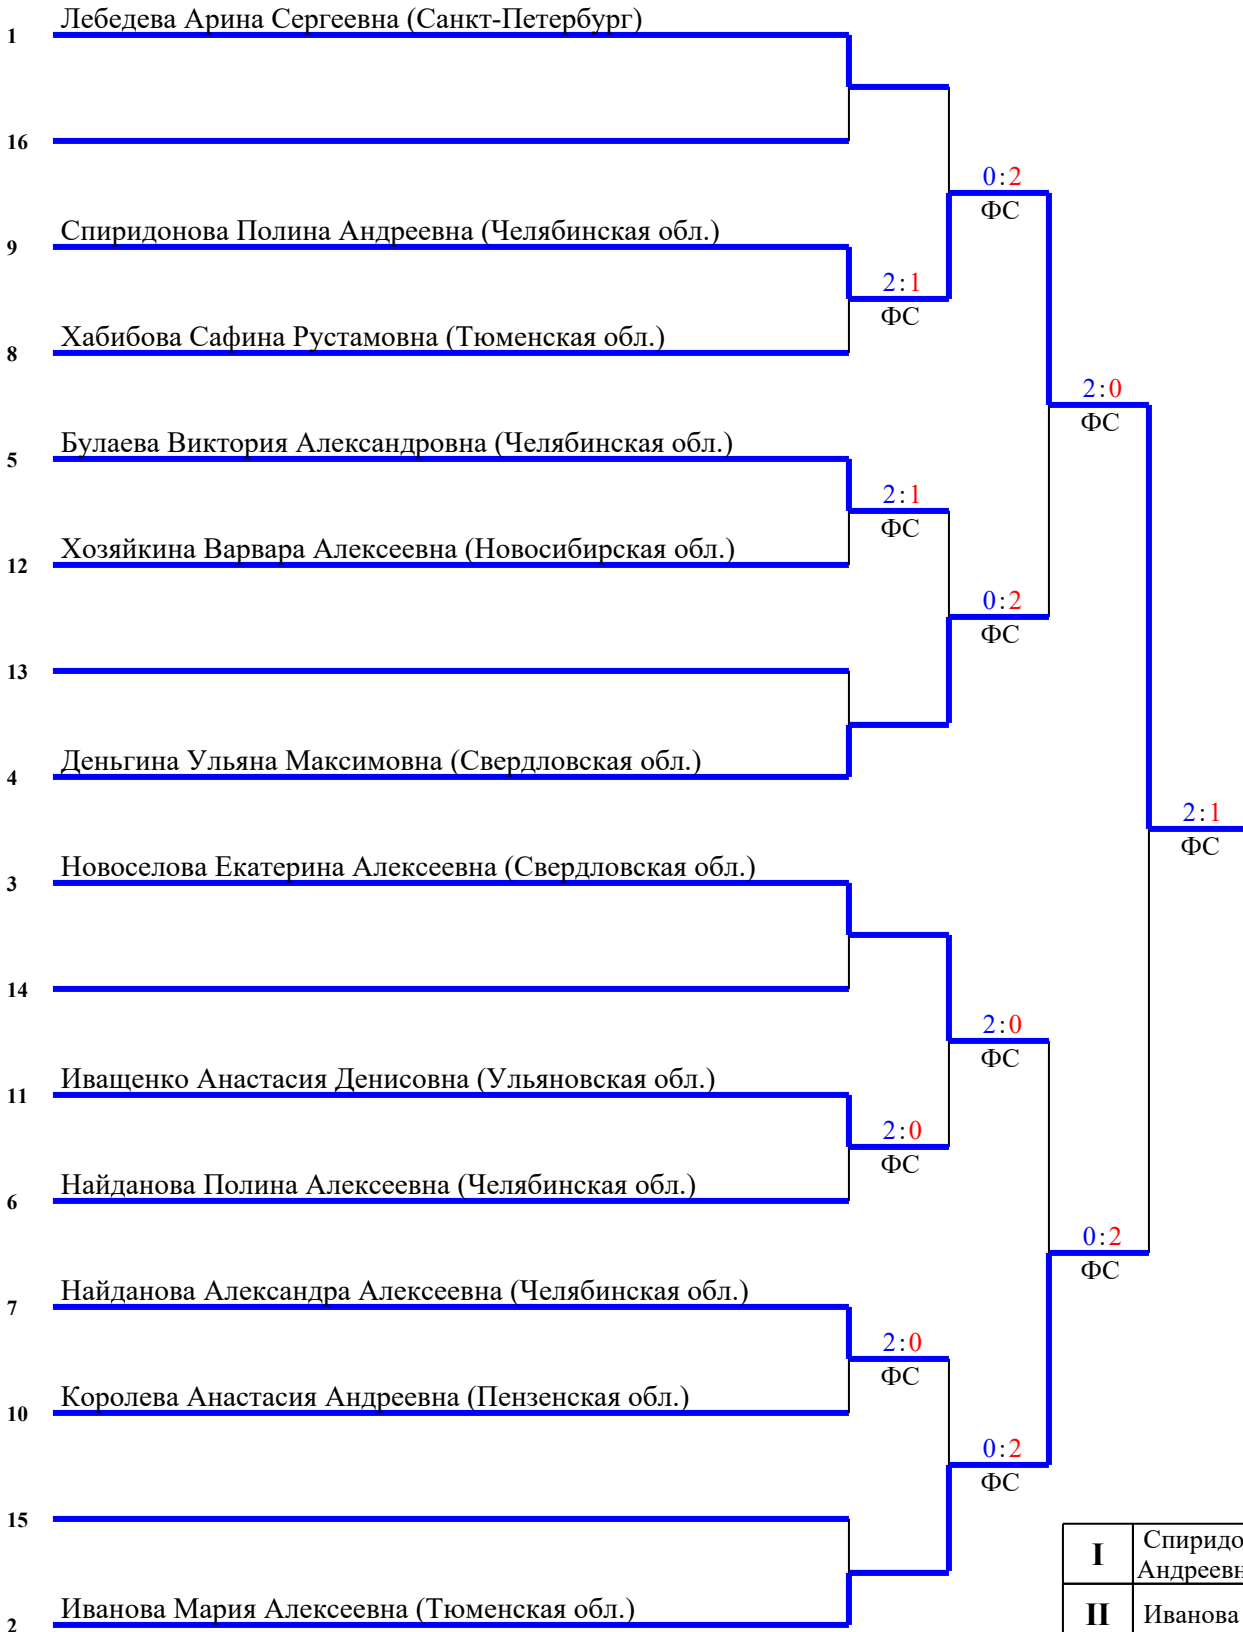 1 Лебедева Арина Сергеевна (Санкт-Петербург)
16
0:2
ФС
9 Спиридонова Полина Андреевна (Челябинская обл.)
2:1
ФС
8 Хабибова Сафина Рустамовна (Тюменская обл.)
2:0
ФС
5 Булаева Виктория Александровна (Челябинская обл.)
2:1
ФС
12 Хозяйкина Варвара Алексеевна (Новосибирская обл.)
0:2
ФС
13
4 Деньгина Ульяна Максимовна (Свердловская обл.)
2:1
ФС
3 Новоселова Екатерина Алексеевна (Свердловская обл.)
14
2:0
ФС
11 Иващенко Анастасия Денисовна (Ульяновская обл.)
2:0
ФС
6 Найданова Полина Алексеевна (Челябинская обл.)
0:2
ФС
7 Найданова Александра Алексеевна (Челябинская обл.)
2:0
ФС
10 Королева Анастасия Андреевна (Пензенская обл.)
0:2
ФС
15
I Спиридо
Андреевн
2 Иванова Мария Алексеевна (Тюменская обл.)
II Иванова